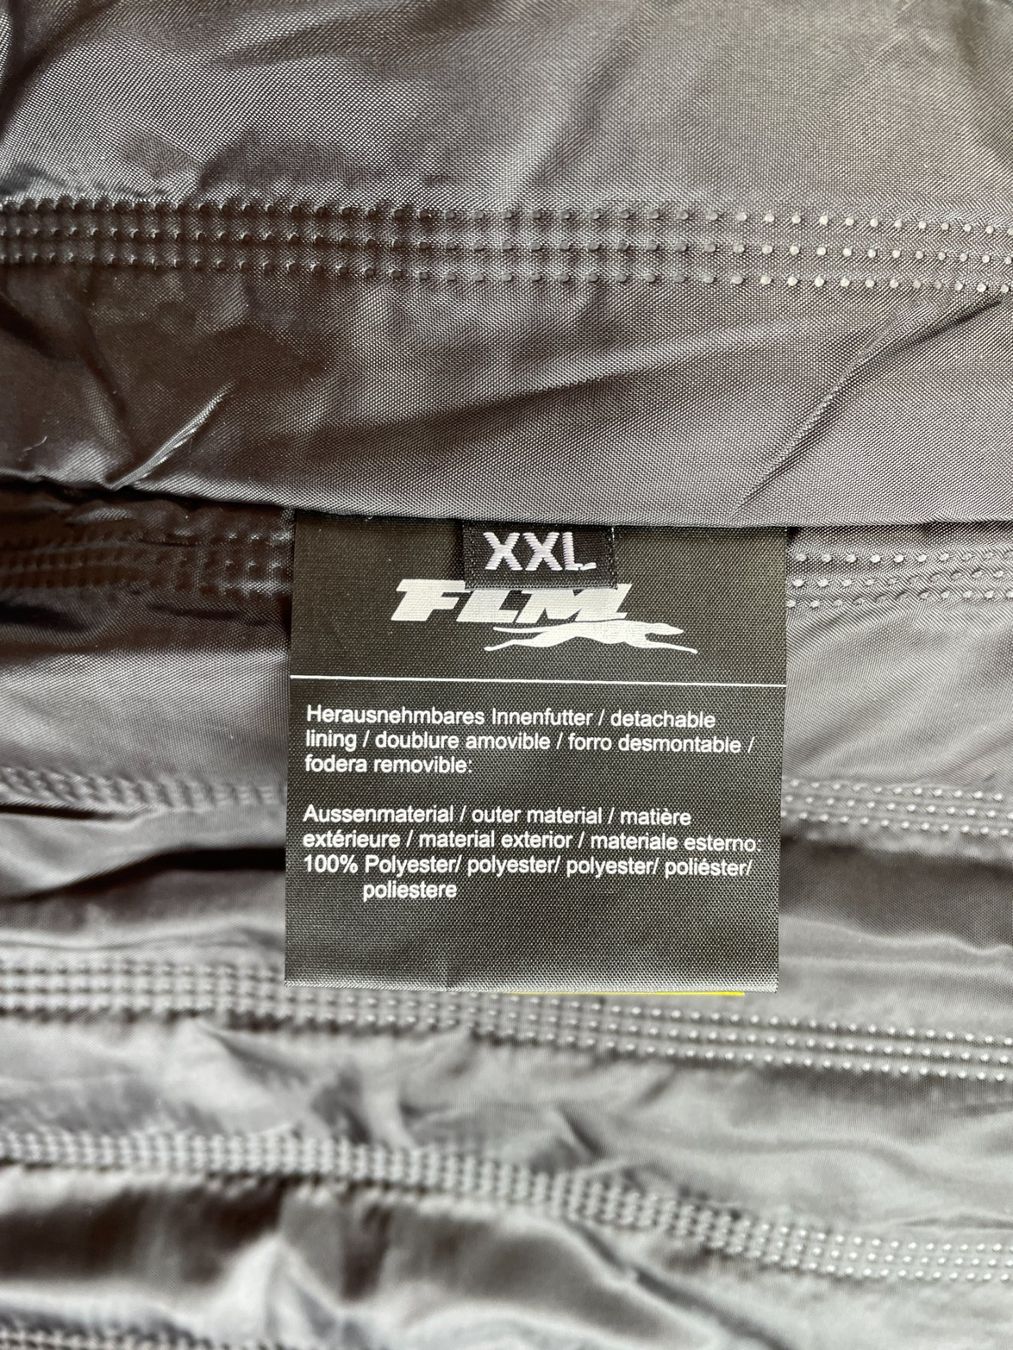 XXL
FLM
Herausnehmbares Innenfutter / detachable
lining / doublure amovible / forro desmontable /
fodera removible:
Aussenmaterial / outer material / matière
extérieure / material exterior / materiale esterno:
100% Polyester/ polyester/ polyester/ poliéster/
poliestere